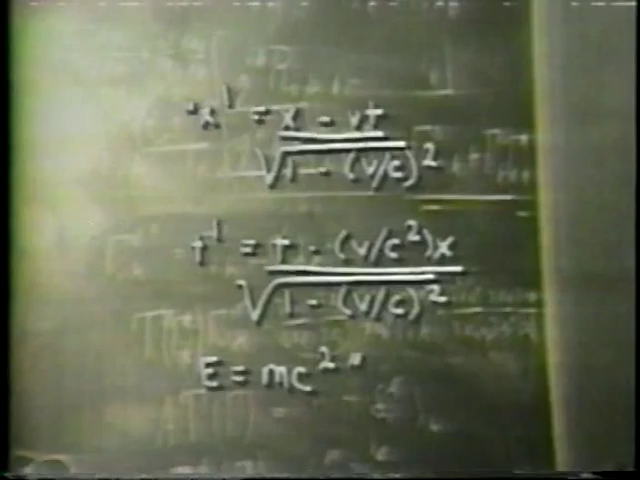 "x' = x - vt
√1 - (v/c)²
t' = t - (v/c²)x
√1 - (v/c)²
E = mc²"